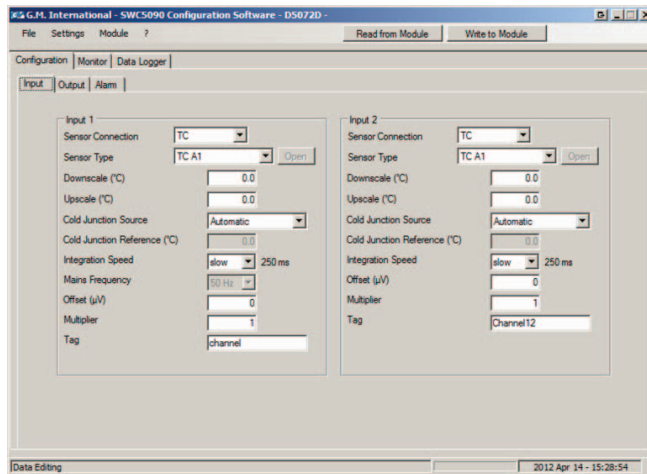 G.M. International - SWC5090 Configuration Software - D5072D -
File Settings Module ? Read from Module Write to Module
Configuration Monitor Data Logger
Input Output Alarm
Input 1
Sensor Connection TC
Sensor Type TC A1 Open
Downscale (°C) 0.0
Upscale (°C) 0.0
Cold Junction Source Automatic
Cold Junction Reference (°C) 0.0
Integration Speed slow 250 ms
Mains Frequency 50 Hz
Offset (µV) 0
Multiplier 1
Tag channel
Input 2
Sensor Connection TC
Sensor Type TC A1 Open
Downscale (°C) 0.0
Upscale (°C) 0.0
Cold Junction Source Automatic
Cold Junction Reference (°C) 0.0
Integration Speed slow 250 ms
Offset (µV) 0
Multiplier 1
Tag Channel12
Data Editing 2012 Apr 14 - 15:28:54